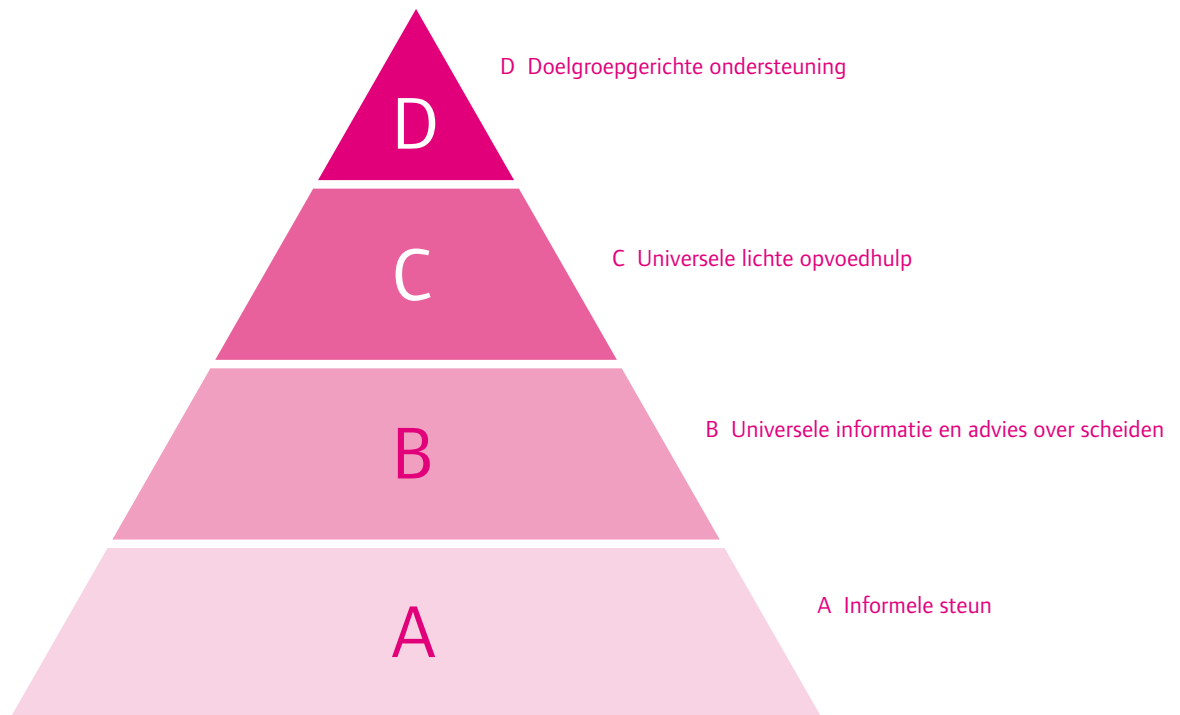 D
D Doelgroepgerichte ondersteuning
C
C Universele lichte opvoedhulp
B
B Universele informatie en advies over scheiden
A
A Informele steun